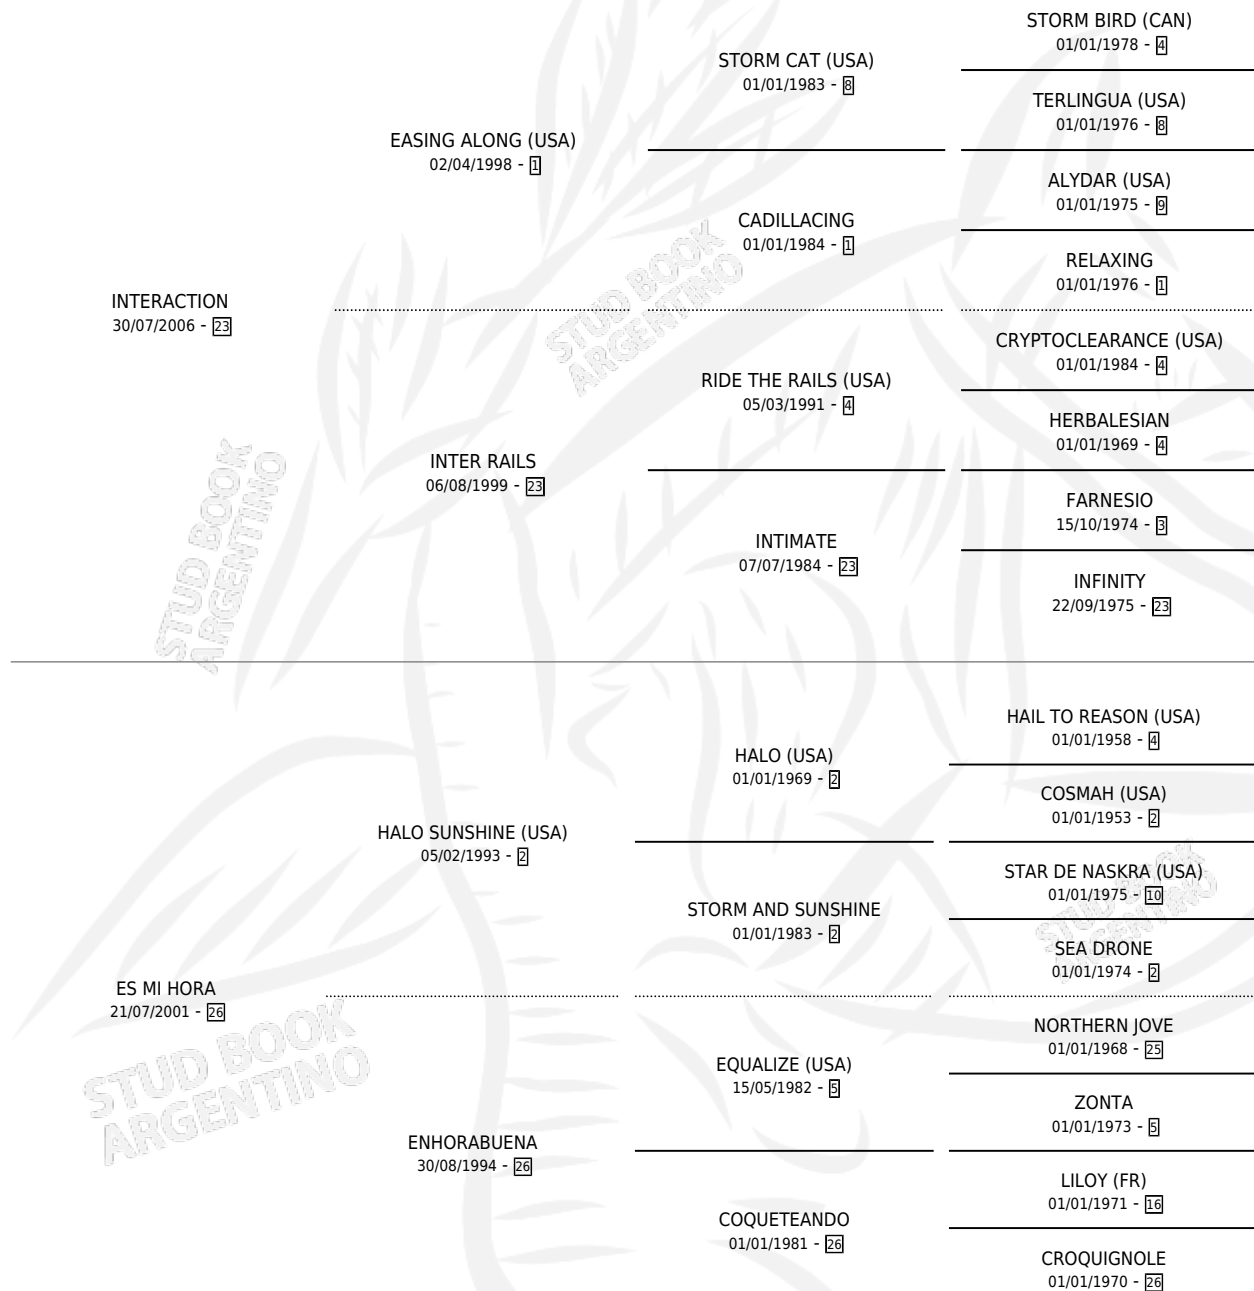 STORM BIRD (CAN)
01/01/1978 - 4
STORM CAT (USA)
01/01/1983 - 8
TERLINGUA (USA)
01/01/1976 - 8
EASING ALONG (USA)
02/04/1998 - 1
ALYDAR (USA)
01/01/1975 - 9
CADILLACING
01/01/1984 - 1
RELAXING
01/01/1976 - 1
INTERACTION
30/07/2006 - 23
CRYPTOCLEARANCE (USA)
01/01/1984 - 4
RIDE THE RAILS (USA)
05/03/1991 - 4
HERBALESIAN
01/01/1969 - 4
INTER RAILS
06/08/1999 - 23
FARNESIO
15/10/1974 - 3
INTIMATE
07/07/1984 - 23
INFINITY
22/09/1975 - 23
HAIL TO REASON (USA)
01/01/1958 - 4
HALO (USA)
01/01/1969 - 2
COSMAH (USA)
01/01/1953 - 2
HALO SUNSHINE (USA)
05/02/1993 - 2
STAR DE NASKRA (USA)
01/01/1975 - 10
STORM AND SUNSHINE
01/01/1983 - 2
SEA DRONE
01/01/1974 - 2
ES MI HORA
21/07/2001 - 26
NORTHERN JOVE
01/01/1968 - 25
EQUALIZE (USA)
15/05/1982 - 5
ZONTA
01/01/1973 - 5
ENHORABUENA
30/08/1994 - 26
LILOY (FR)
01/01/1971 - 16
COQUETEANDO
01/01/1981 - 26
CROQUIGNOLE
01/01/1970 - 26
STUD BOOK
ARGENTINO
STUD BOOK
ARGENTINO
STUD BOOK
ARGENTINO
STUD BOOK
ARGENTINO